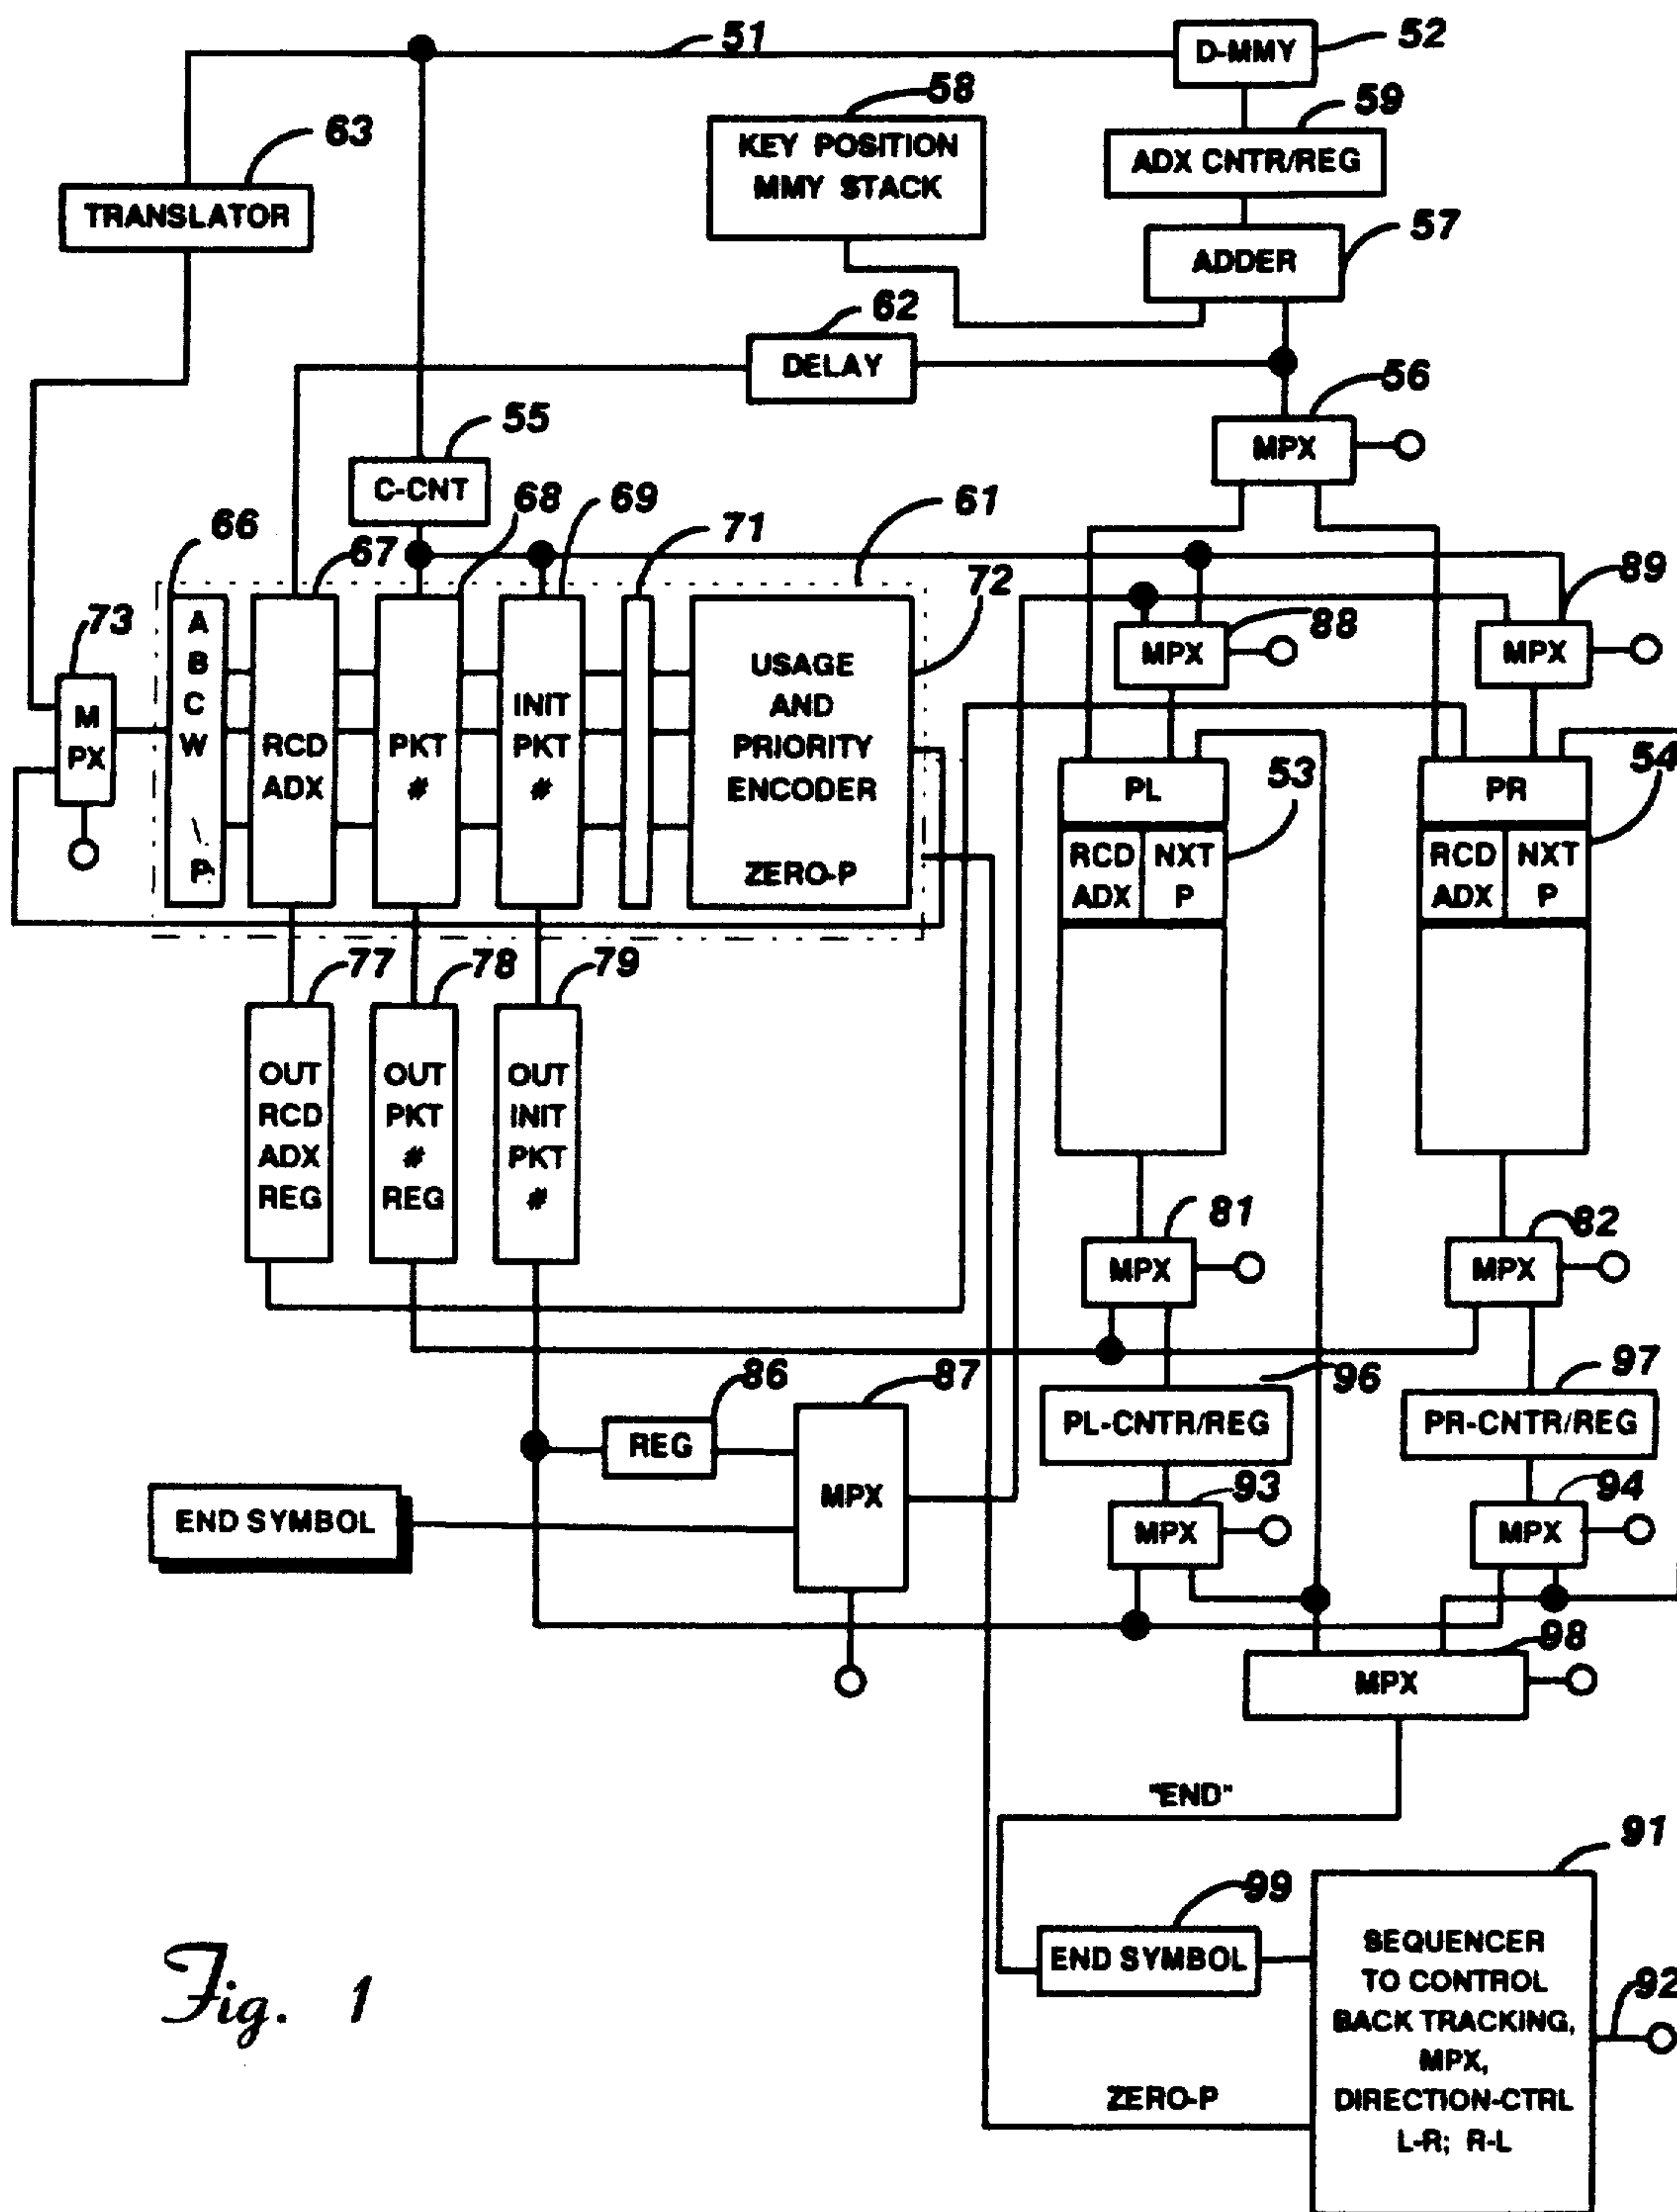 51
D-MMY
52
58
59
63
KEY POSITION
MMY STACK
ADX CNTR/REG
TRANSLATOR
57
ADDER
62
DELAY
56
MPX
55
C-CNT
66
67
68
69
71
61
72
73
M
PX
A
B
C
W
\
P
RCD
ADX
PKT
#
INIT
PKT
#
USAGE
AND
PRIORITY
ENCODER
ZERO-P
88
MPX
89
MPX
PL
53
RCD
ADX
NXT
P
PR
54
RCD
ADX
NXT
P
77
78
79
OUT
RCD
ADX
REG
OUT
PKT
#
REG
OUT
INIT
PKT
#
81
MPX
82
MPX
86
REG
87
MPX
96
PL-CNTR/REG
97
PR-CNTR/REG
END SYMBOL
93
MPX
94
MPX
98
MPX
"END"
91
99
END SYMBOL
SEQUENCER
TO CONTROL
BACK TRACKING,
MPX,
DIRECTION-CTRL
L-R; R-L
92
ZERO-P
Fig. 1